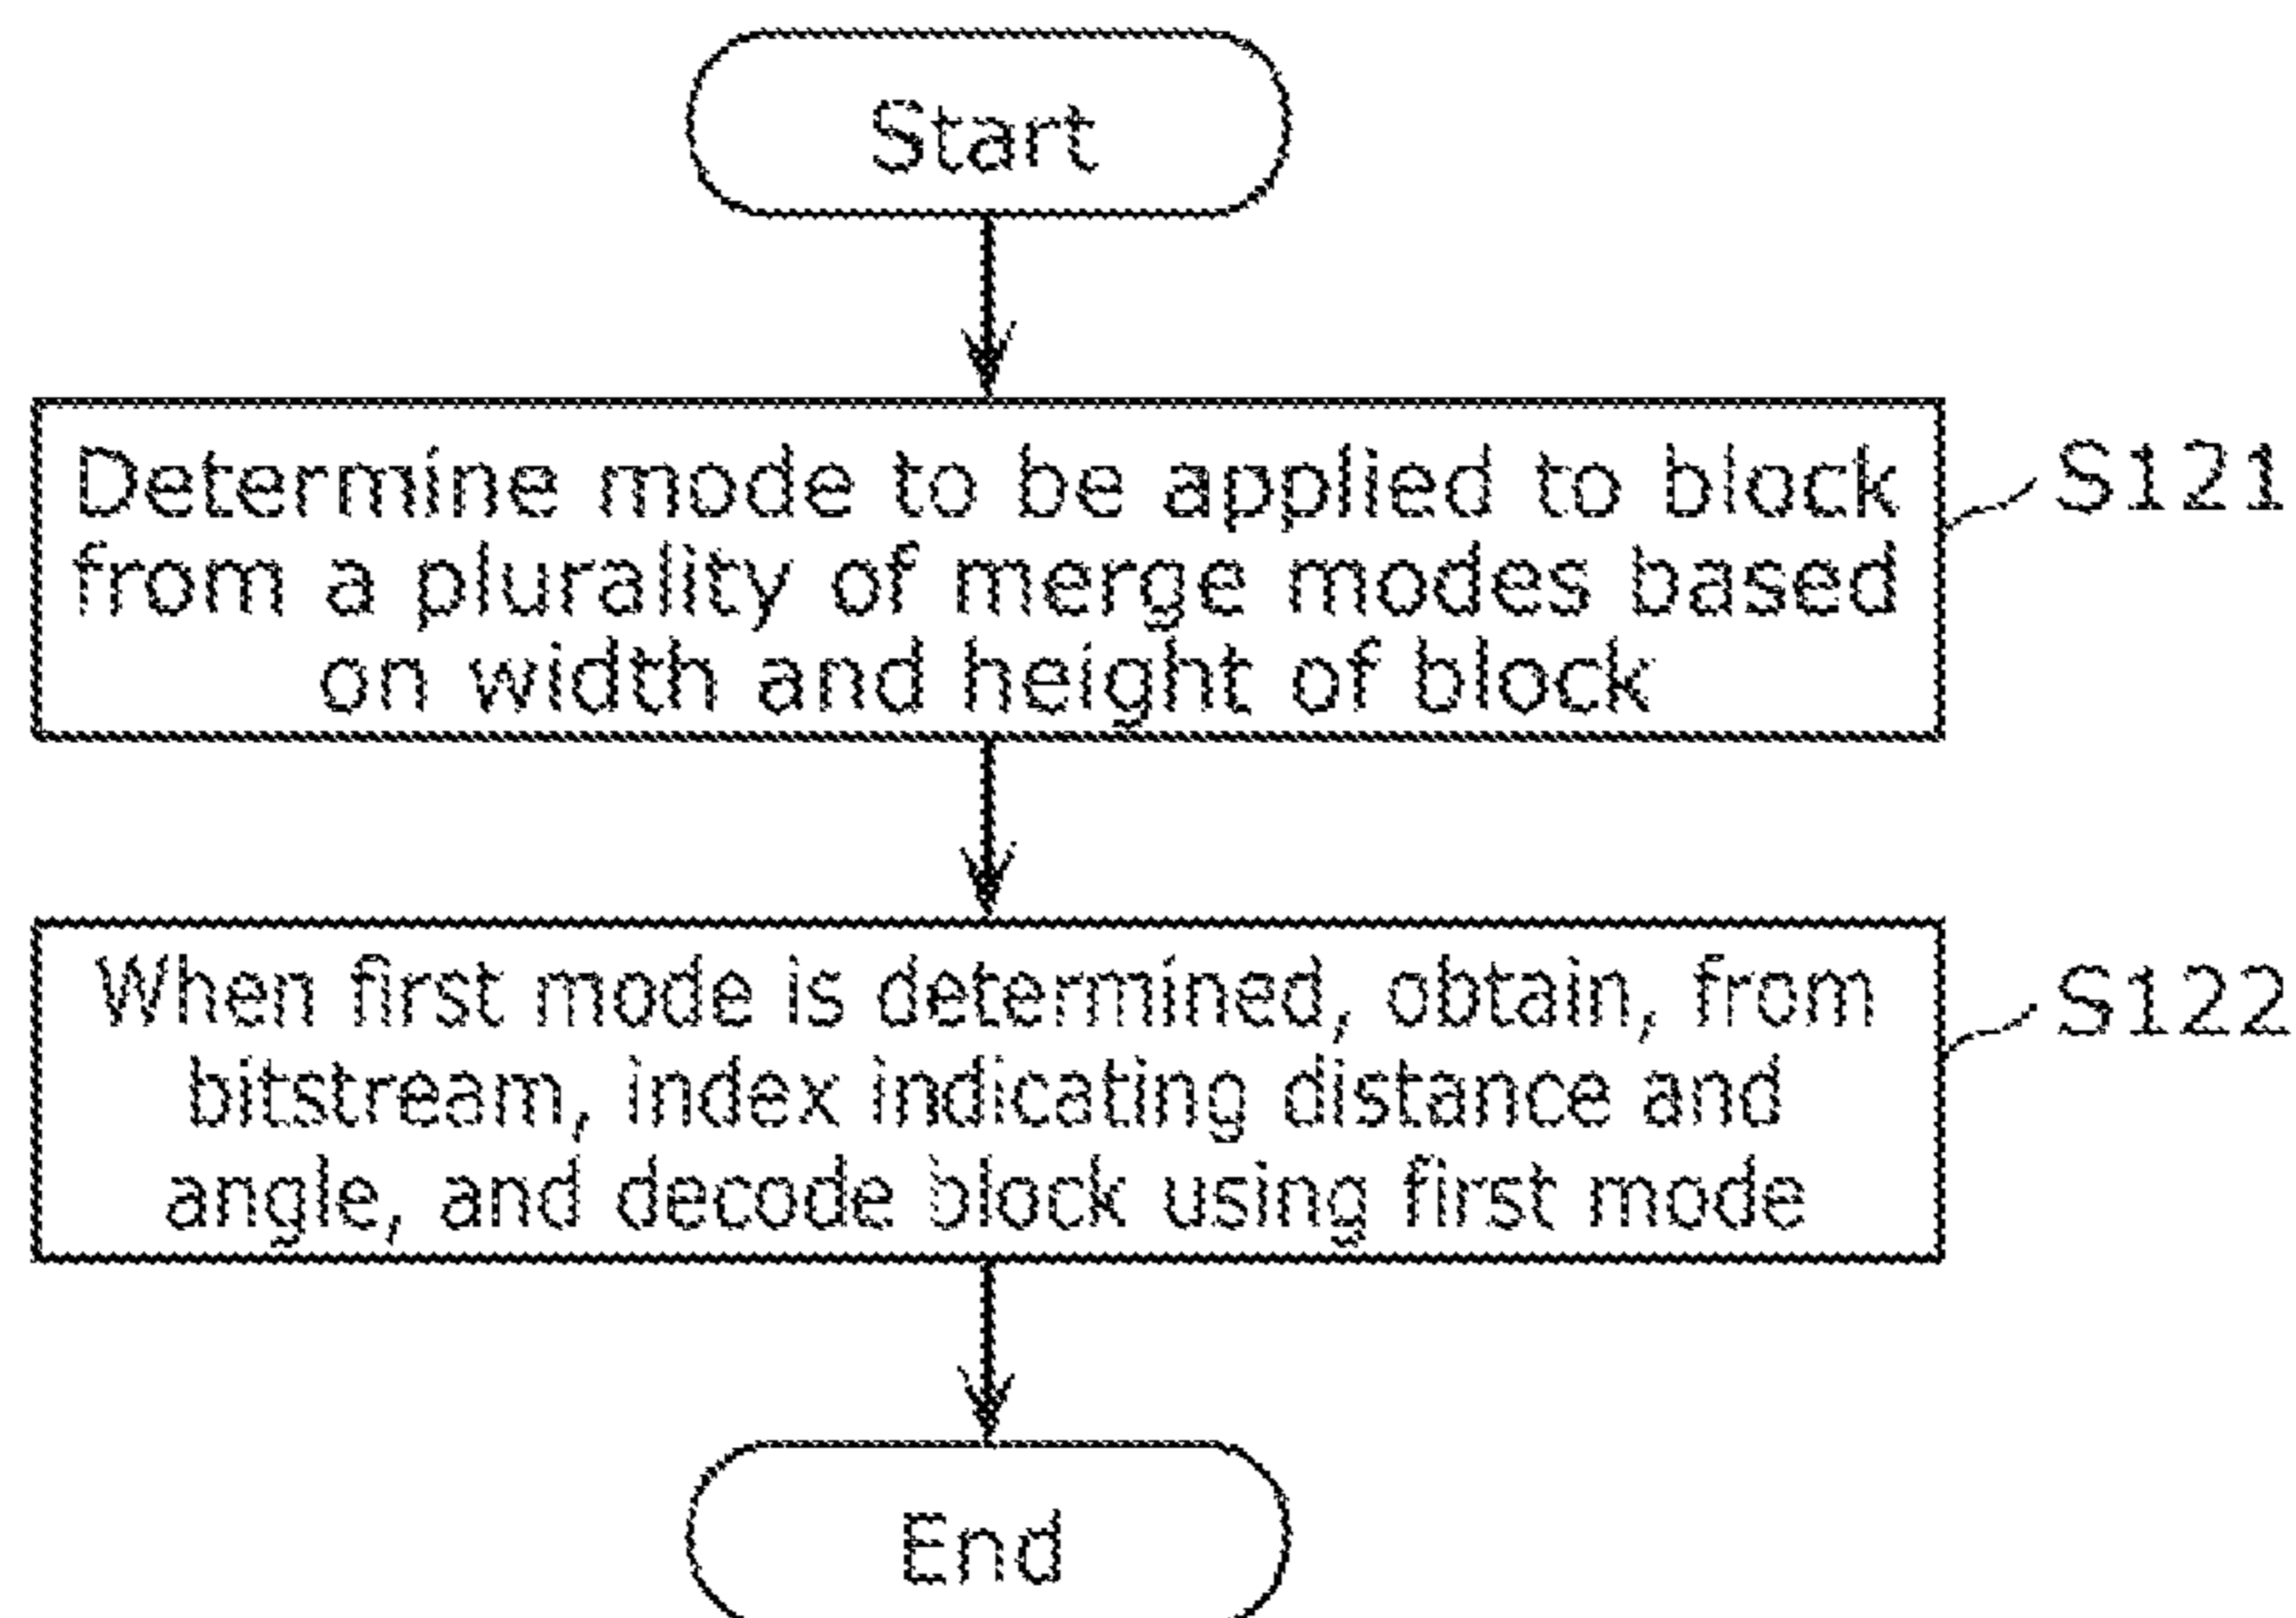 Start
Determine mode to be applied to block
from a plurality of merge modes based
on width and height of block
S121
When first mode is determined, obtain, from
bitstream, index indicating distance and
angle, and decode block using first mode
S122
End